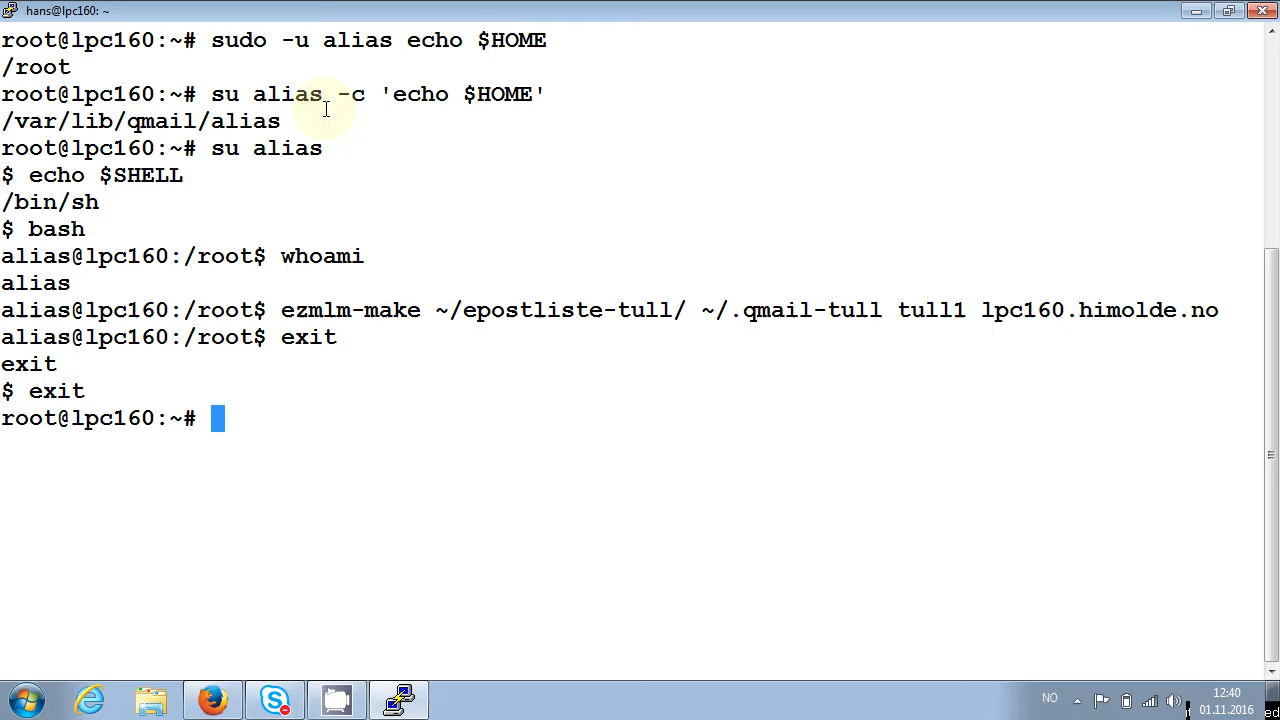 hans@lpc160: ~
root@lpc160:~# sudo -u alias echo $HOME
/root
root@lpc160:~# su alias -c 'echo $HOME'
/var/lib/qmail/alias
root@lpc160:~# su alias
$ echo $SHELL
/bin/sh
$ bash
alias@lpc160:/root$ whoami
alias
alias@lpc160:/root$ ezmlm-make ~/epostliste-tull/ ~/.qmail-tull tull1 lpc160.himolde.no
alias@lpc160:/root$ exit
exit
$ exit
root@lpc160:~#
NO
12:40
01.11.2016